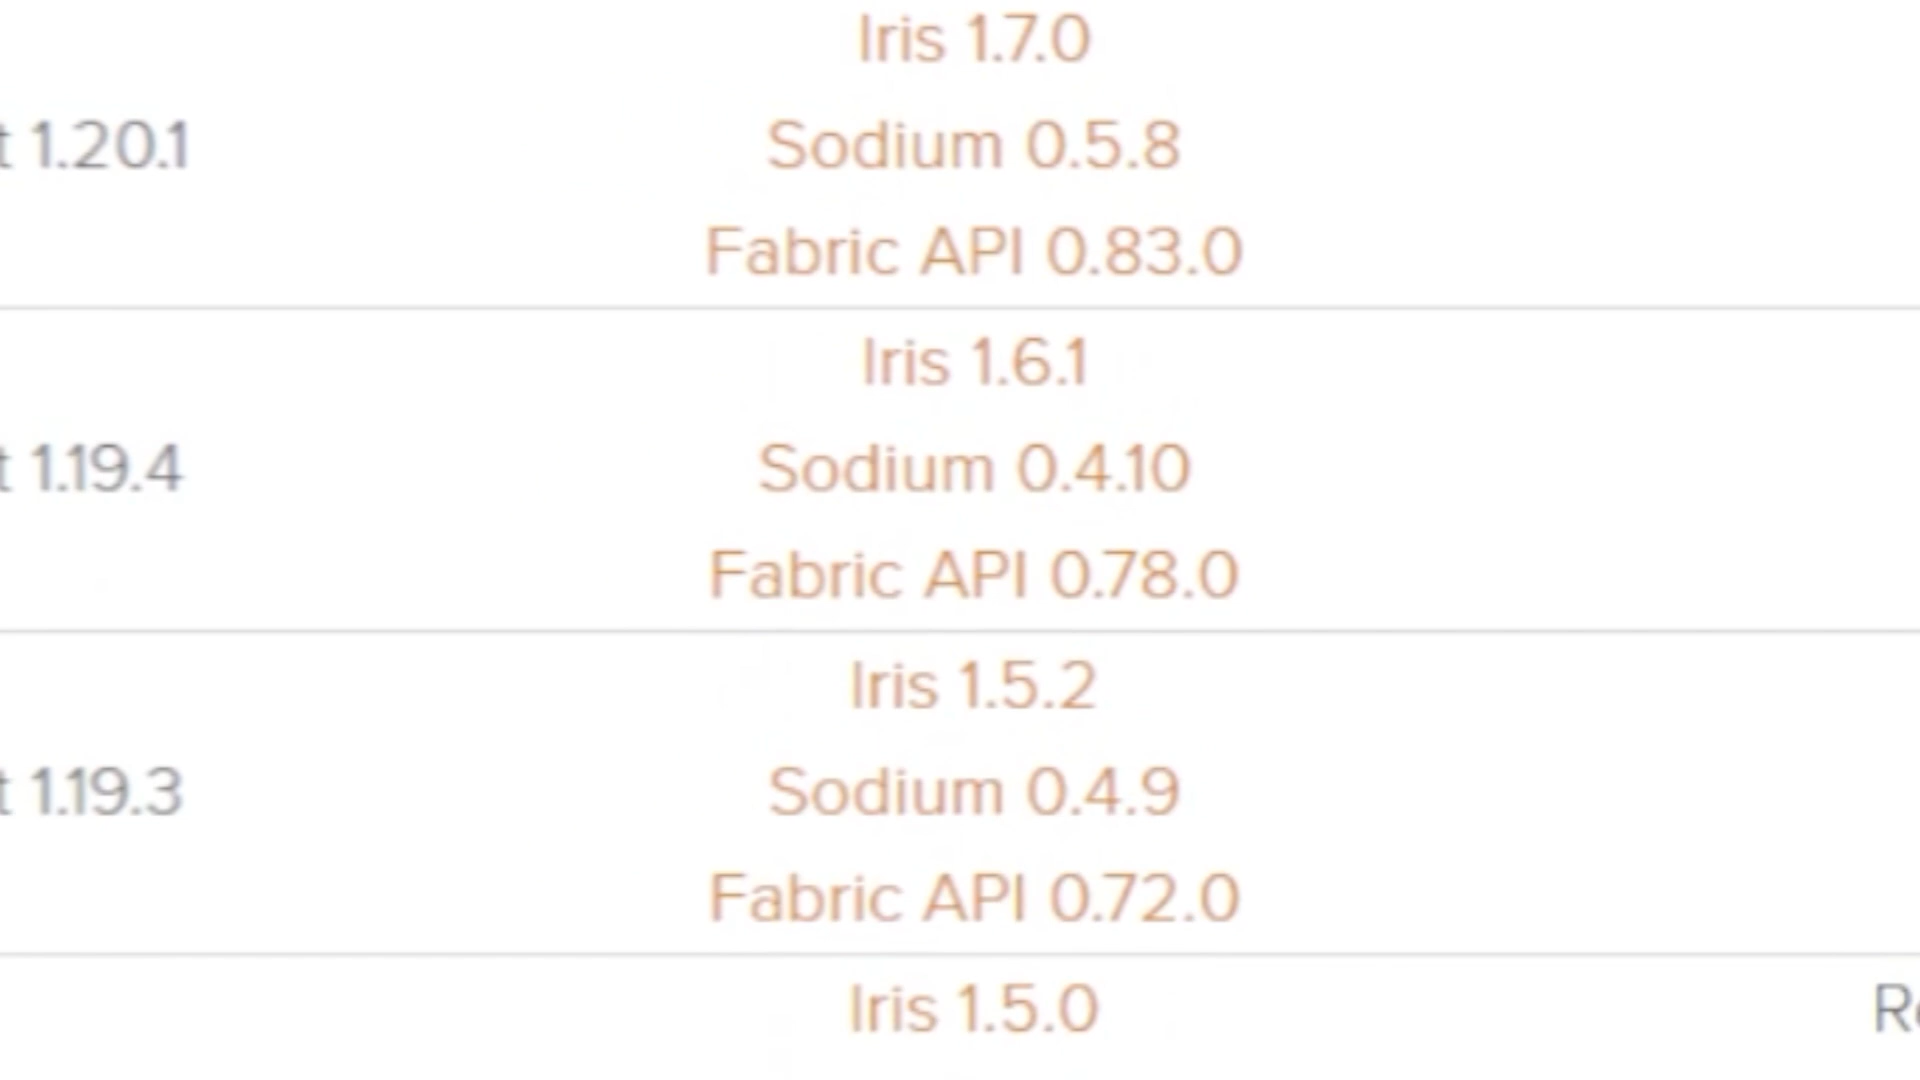 Iris 1.7.0
t 1.20.1
Sodium 0.5.8
Fabric API 0.83.0
Iris 1.6.1
t 1.19.4
Sodium 0.4.10
Fabric API 0.78.0
Iris 1.5.2
t 1.19.3
Sodium 0.4.9
Fabric API 0.72.0
Iris 1.5.0
Re